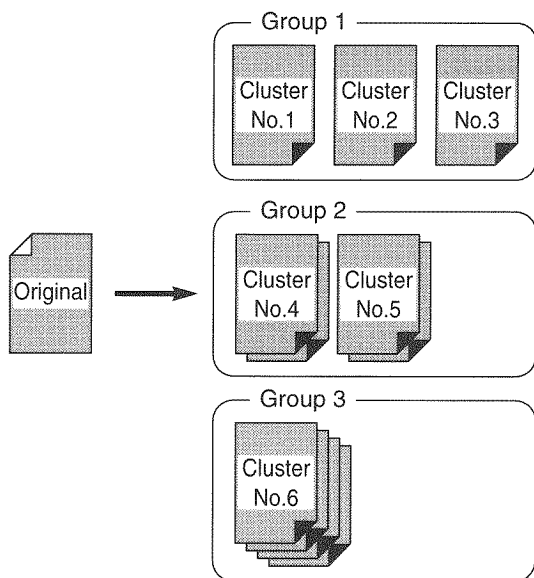 Group 1
Cluster
No.1
Cluster
No.2
Cluster
No.3
Group 2
Original
Cluster
No.4
Cluster
No.5
Group 3
Cluster
No.6